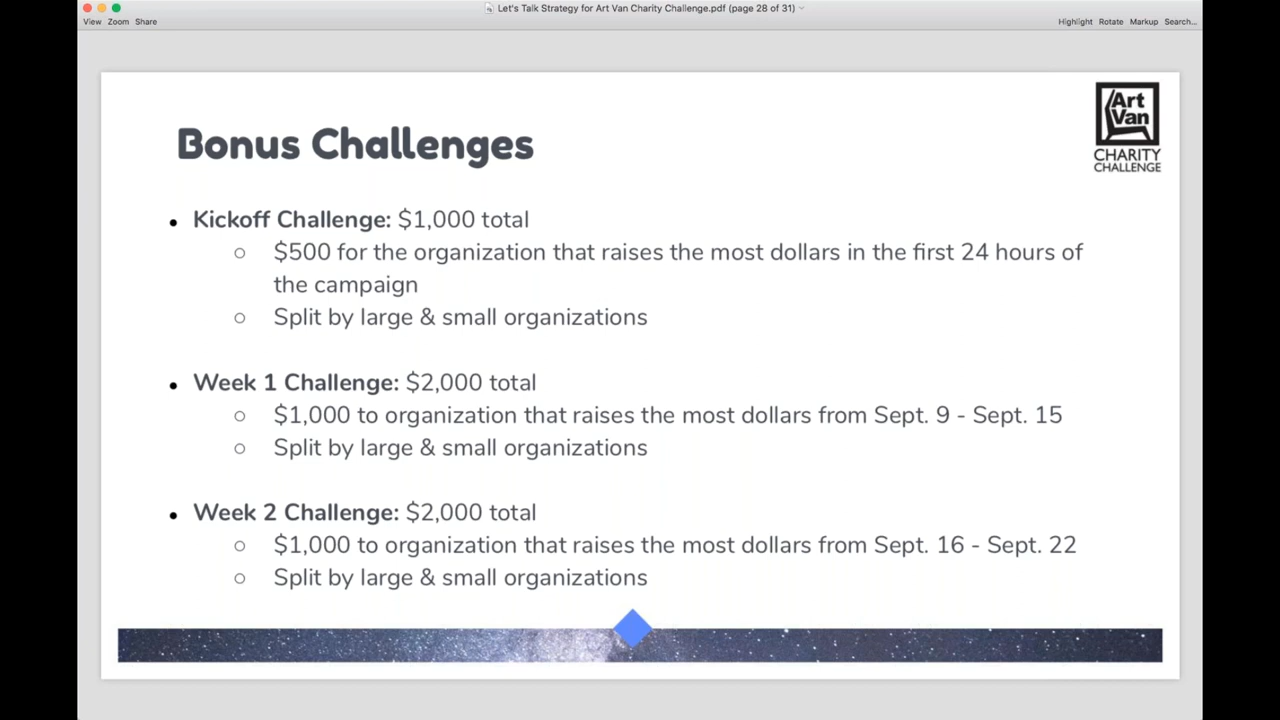 Let's Talk Strategy for Art Van Charity Challenge.pdf (page 28 of 31)
View Zoom Share
Highlight Rotate Markup Search...
Art
Van
CHARITY
CHALLENGE
Bonus Challenges
• Kickoff Challenge: $1,000 total
○ $500 for the organization that raises the most dollars in the first 24 hours of
the campaign
○ Split by large & small organizations
• Week 1 Challenge: $2,000 total
○ $1,000 to organization that raises the most dollars from Sept. 9 - Sept. 15
○ Split by large & small organizations
• Week 2 Challenge: $2,000 total
○ $1,000 to organization that raises the most dollars from Sept. 16 - Sept. 22
○ Split by large & small organizations